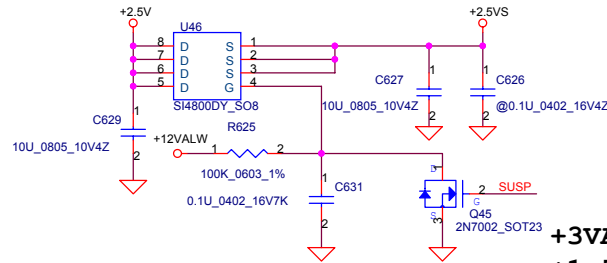 +2.5V
+2.5VS
U46
8 D S 1
7 D S 2
6 D S 3
5 D G 4
SI4800DY_SO8
C629
1
2
10U_0805_10V4Z
C627
1
2
10U_0805_10V4Z
C626
1
2
@0.1U_0402_16V4Z
+12VALW
R625
1 2
100K_0603_1%
C631
1
2
0.1U_0402_16V7K
D 1
2 SUSP
G
S 3
Q45
2N7002_SOT23
+3VA